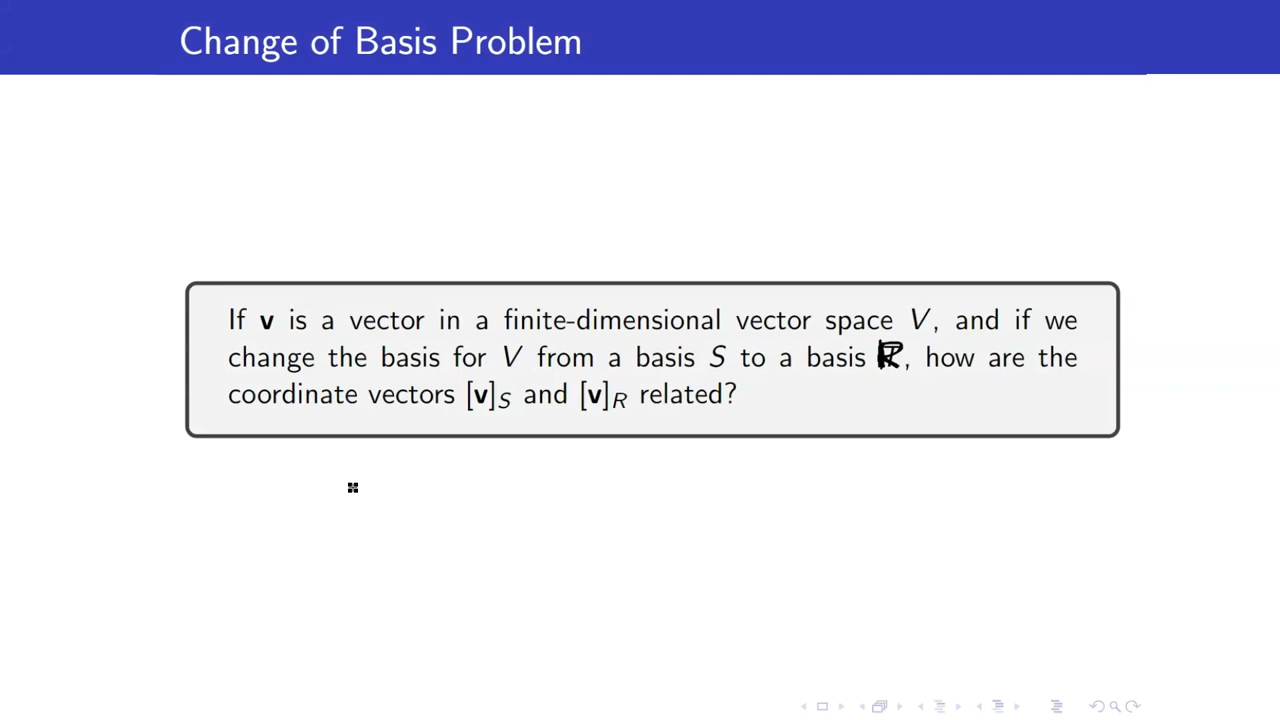 Change of Basis Problem
If v is a vector in a finite-dimensional vector space V, and if we
change the basis for V from a basis S to a basis R, how are the
coordinate vectors [v]S and [v]R related?